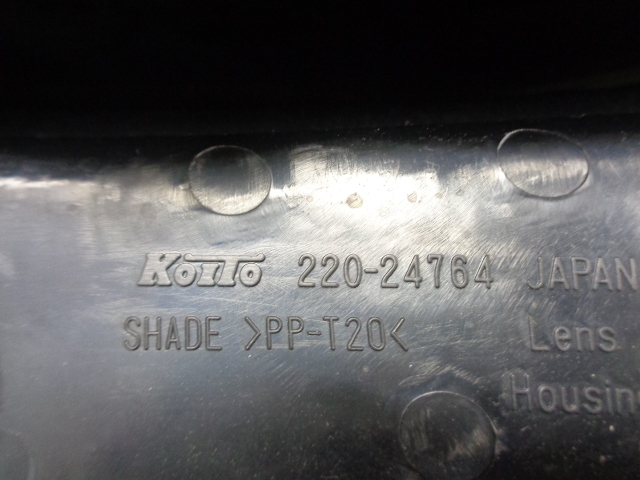 KOITO 220-24764 JAPAN
SHADE >PP-T20< Lens
Housing